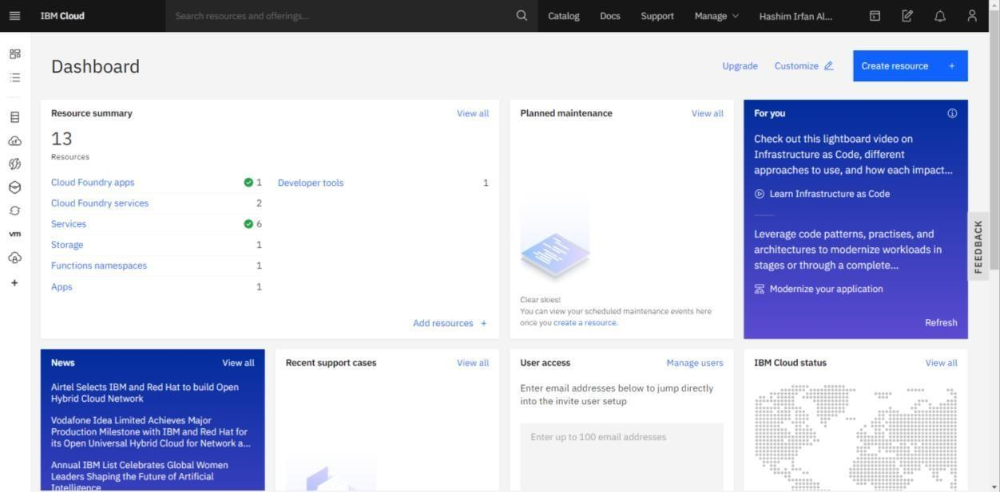 IBM Cloud
Search resources and offerings...
Catalog
Docs
Support
Manage
Hashim Irfan Al...
Dashboard
Upgrade
Customize
Create resource +
Resource summary
View all
13
Resources
Cloud Foundry apps 1
Cloud Foundry services 2
Services 6
Storage 1
Functions namespaces 1
Apps 1
Developer tools 1
Add resources +
Planned maintenance
View all
Clear skies!
You can view your scheduled maintenance events here
once you create a resource.
For you
Check out this lightboard video on
Infrastructure as Code, different
approaches to use, and how each impact...
Learn Infrastructure as Code
Leverage code patterns, practises, and
architectures to modernize workloads in
stages or through a complete...
Modernize your application
Refresh
FEEDBACK
vm
+
News
View all
Airtel Selects IBM and Red Hat to build Open
Hybrid Cloud Network
Vodafone Idea Limited Achieves Major
Production Milestone with IBM and Red Hat for
its Open Universal Hybrid Cloud for Network a...
Annual IBM List Celebrates Global Women
Leaders Shaping the Future of Artificial
Intelligence
Recent support cases
View all
User access
Manage users
Enter email addresses below to jump directly
into the invite user setup
Enter up to 100 email addresses
IBM Cloud status
View all